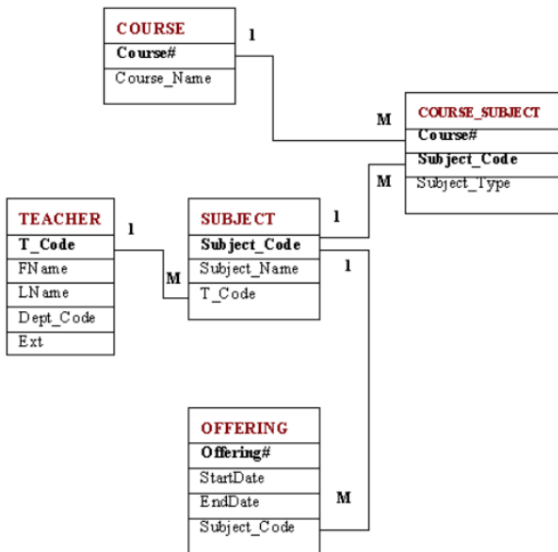 COURSE
Course#
Course_Name
1
M
COURSE_SUBJECT
Course#
Subject_Code
Subject_Type
M
TEACHER
T_Code
FName
LName
Dept_Code
Ext
1
M
SUBJECT
Subject_Code
Subject_Name
T_Code
1
1
OFFERING
Offering#
StartDate
EndDate
Subject_Code
M